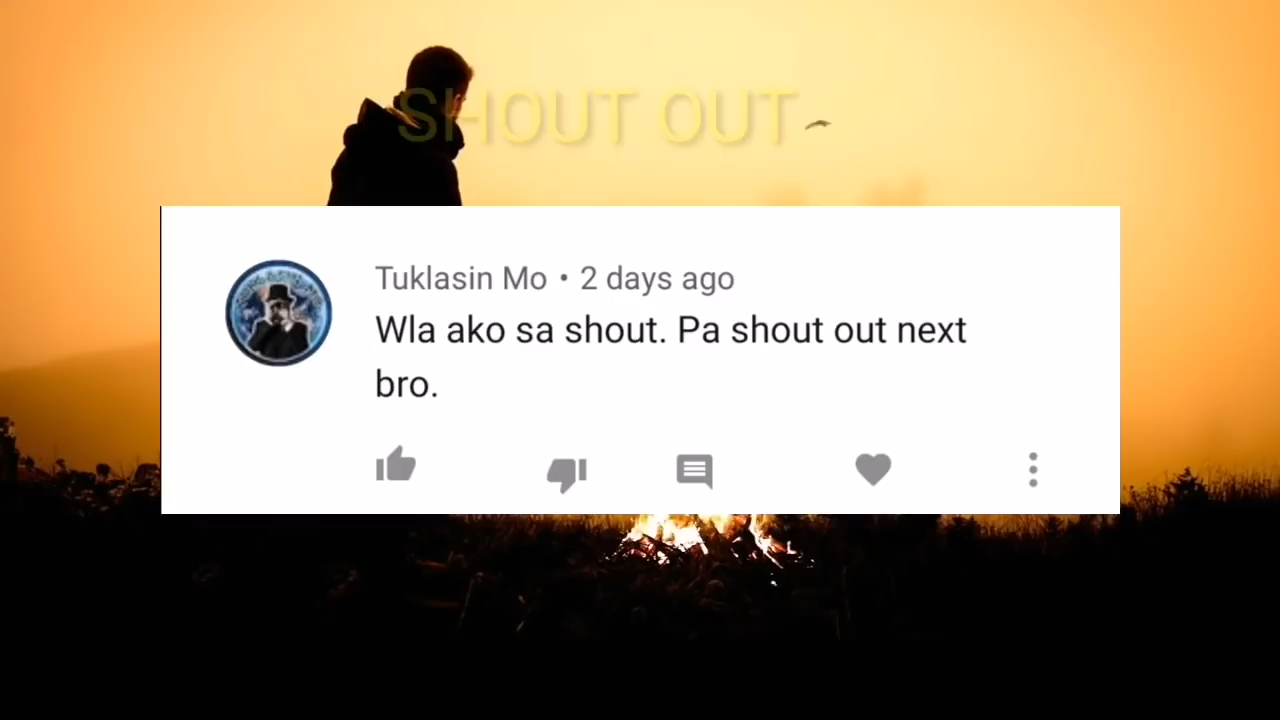 SHOUT OUT
Tuklasin Mo • 2 days ago
Wla ako sa shout. Pa shout out next
bro.